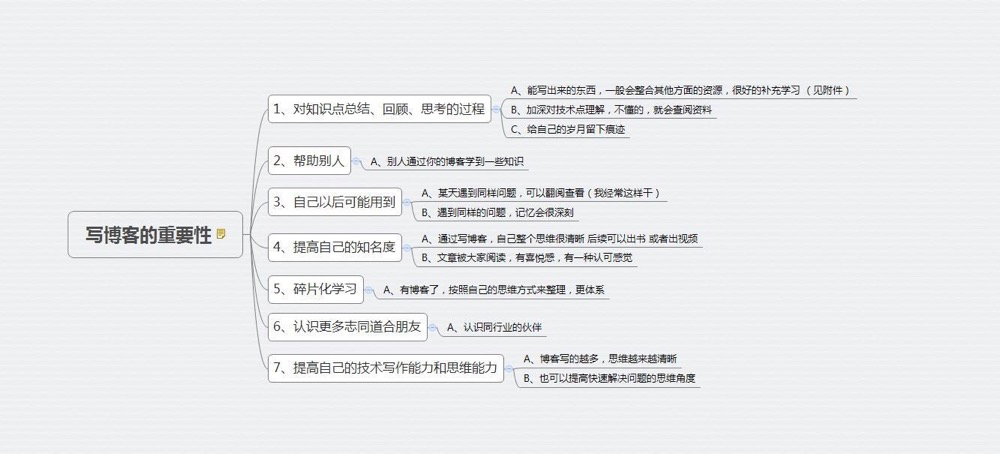 写博客的重要性
1、对知识点总结、回顾、思考的过程
A、能写出来的东西，一般会整合其他方面的资源，很好的补充学习 （ 见附件 ）
B、加深对技术点理解，不懂的，就会查阅资料
C、给自己的岁月留下痕迹
2、帮助别人
A、别人通过你的博客学到一些知识
3、自己以后可能用到
A、某天遇到同样问题，可以翻阅查看（ 我经常这样干 ）
B、遇到同样的问题，记忆会很深刻
4、提高自己的知名度
A、通过写博客，自己整个思维很清晰 后续可以出书 或者出视频
B、文章被大家阅读，有喜悦感，有一种认可感觉
5、碎片化学习
A、有博客了，按照自己的思维方式来整理，更体系
6、认识更多志同道合朋友
A、认识同行业的伙伴
7、提高自己的技术写作能力和思维能力
A、博客写的越多，思维越来越清晰
B、也可以提高快速解决问题的思维角度